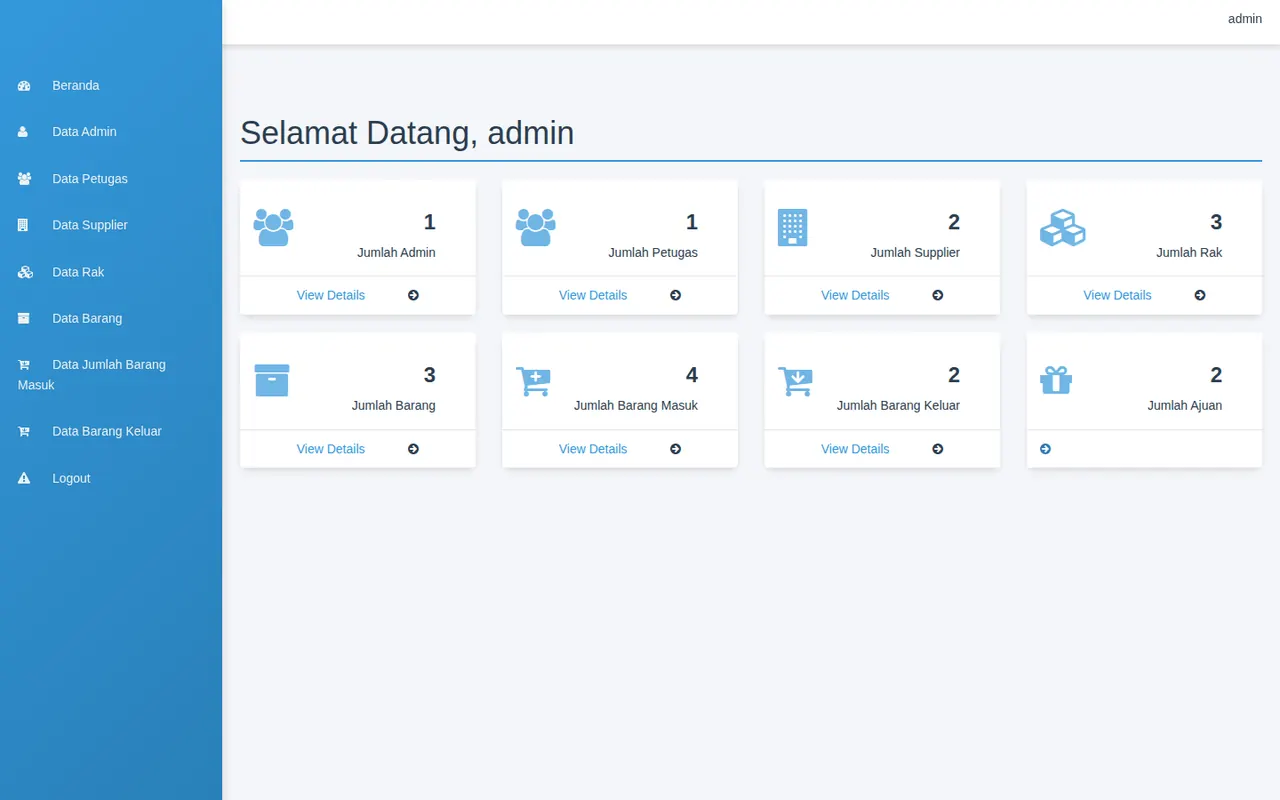 admin
Beranda
Data Admin
Data Petugas
Data Supplier
Data Rak
Data Barang
Data Jumlah Barang
Masuk
Data Barang Keluar
Logout
Selamat Datang, admin
1
Jumlah Admin
View Details
1
Jumlah Petugas
View Details
2
Jumlah Supplier
View Details
3
Jumlah Rak
View Details
3
Jumlah Barang
View Details
4
Jumlah Barang Masuk
View Details
2
Jumlah Barang Keluar
View Details
2
Jumlah Ajuan